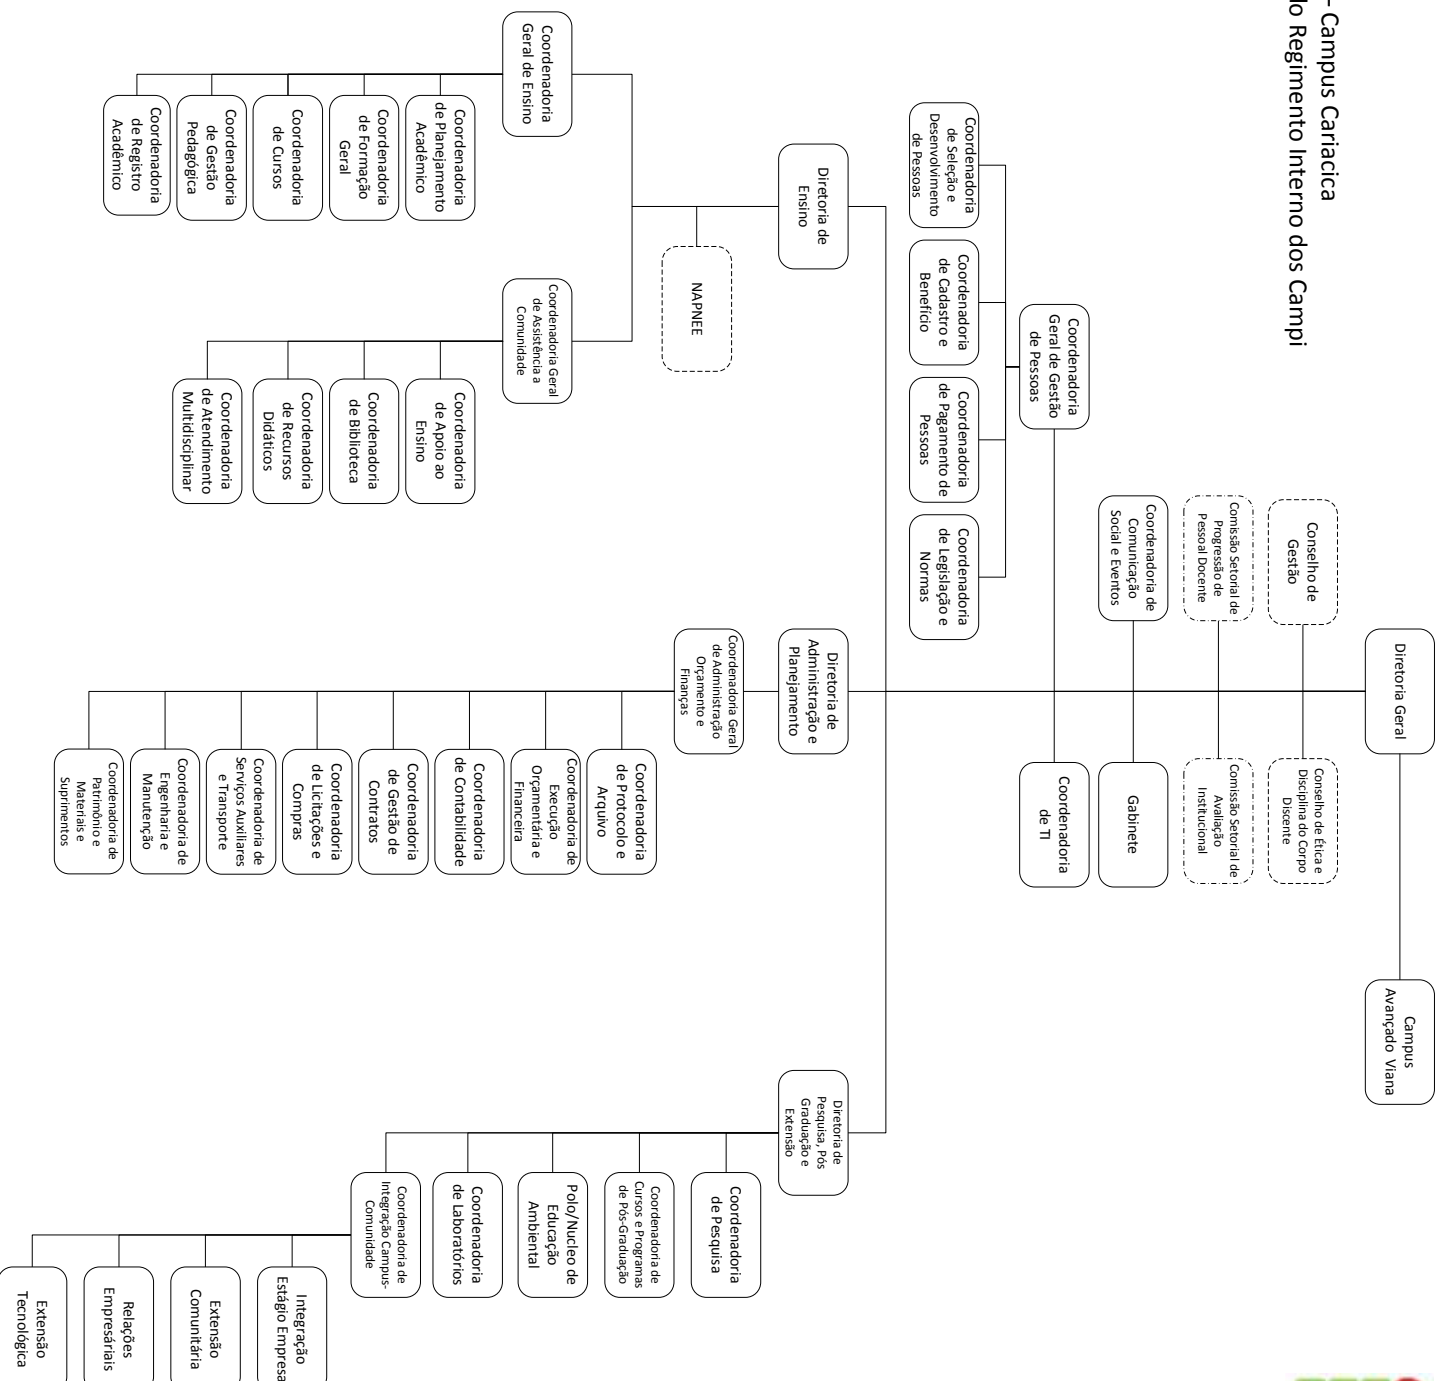 – Campus Cariacica
do Regimento Interno dos Campi
Diretoria Geral
Campus
Avançado Viana
Conselho de
Gestão
Conselho de Ética e
Disciplina do Corpo
Discente
Comissão Setorial de
Progressão de
Pessoal Docente
Comissão Setorial de
Avaliação
Institucional
Coordenadoria de
Comunicação
Social e Eventos
Gabinete
Coordenadoria
Geral de Gestão
de Pessoas
Coordenadoria
de TI
Coordenadoria
de Seleção e
Desenvolvimento
de Pessoas
Coordenadoria
de Cadastro e
Benefício
Coordenadoria
de Pagamento de
Pessoas
Coordenadoria
de Legislação e
Normas
Diretoria de
Ensino
Diretoria de
Administração e
Planejamento
Diretoria de
Pesquisa, Pós
Graduação e
Extensão
NAPNEE
Coordenadoria
Geral de Ensino
Coordenadoria Geral
de Assistência a
Comunidade
Coordenadoria
de Planejamento
Acadêmico
Coordenadoria
de Formação
Geral
Coordenadoria
de Cursos
Coordenadoria
de Gestão
Pedagógica
Coordenadoria
de Registro
Acadêmico
Coordenadoria
de Apoio ao
Ensino
Coordenadoria
de Biblioteca
Coordenadoria
de Recursos
Didáticos
Coordenadoria
de Atendimento
Multidisciplinar
Coordenadoria Geral
de Administração
Orçamento e
Finanças
Coordenadoria
de Protocolo e
Arquivo
Coordenadoria de
Execução
Orçamentária e
Financeira
Coordenadoria
de Contabilidade
Coordenadoria
de Gestão de
Contratos
Coordenadoria
de Licitações e
Compras
Coordenadoria de
Serviços Auxiliares
e Transporte
Coordenadoria de
Engenharia e
Manutenção
Coordenadoria de
Patrimônio e
Materiais e
Suprimentos
Coordenadoria
de Pesquisa
Coordenadoria de
Cursos e Programas
de Pós-Graduação
Polo/Nucleo de
Educação
Ambiental
Coordenadoria
de Laboratórios
Coordenadoria de
Integração Campus-
Comunidade
Integração
Estágio Empresa
Extensão
Comunitária
Relações
Empresáriais
Extensão
Tecnológica